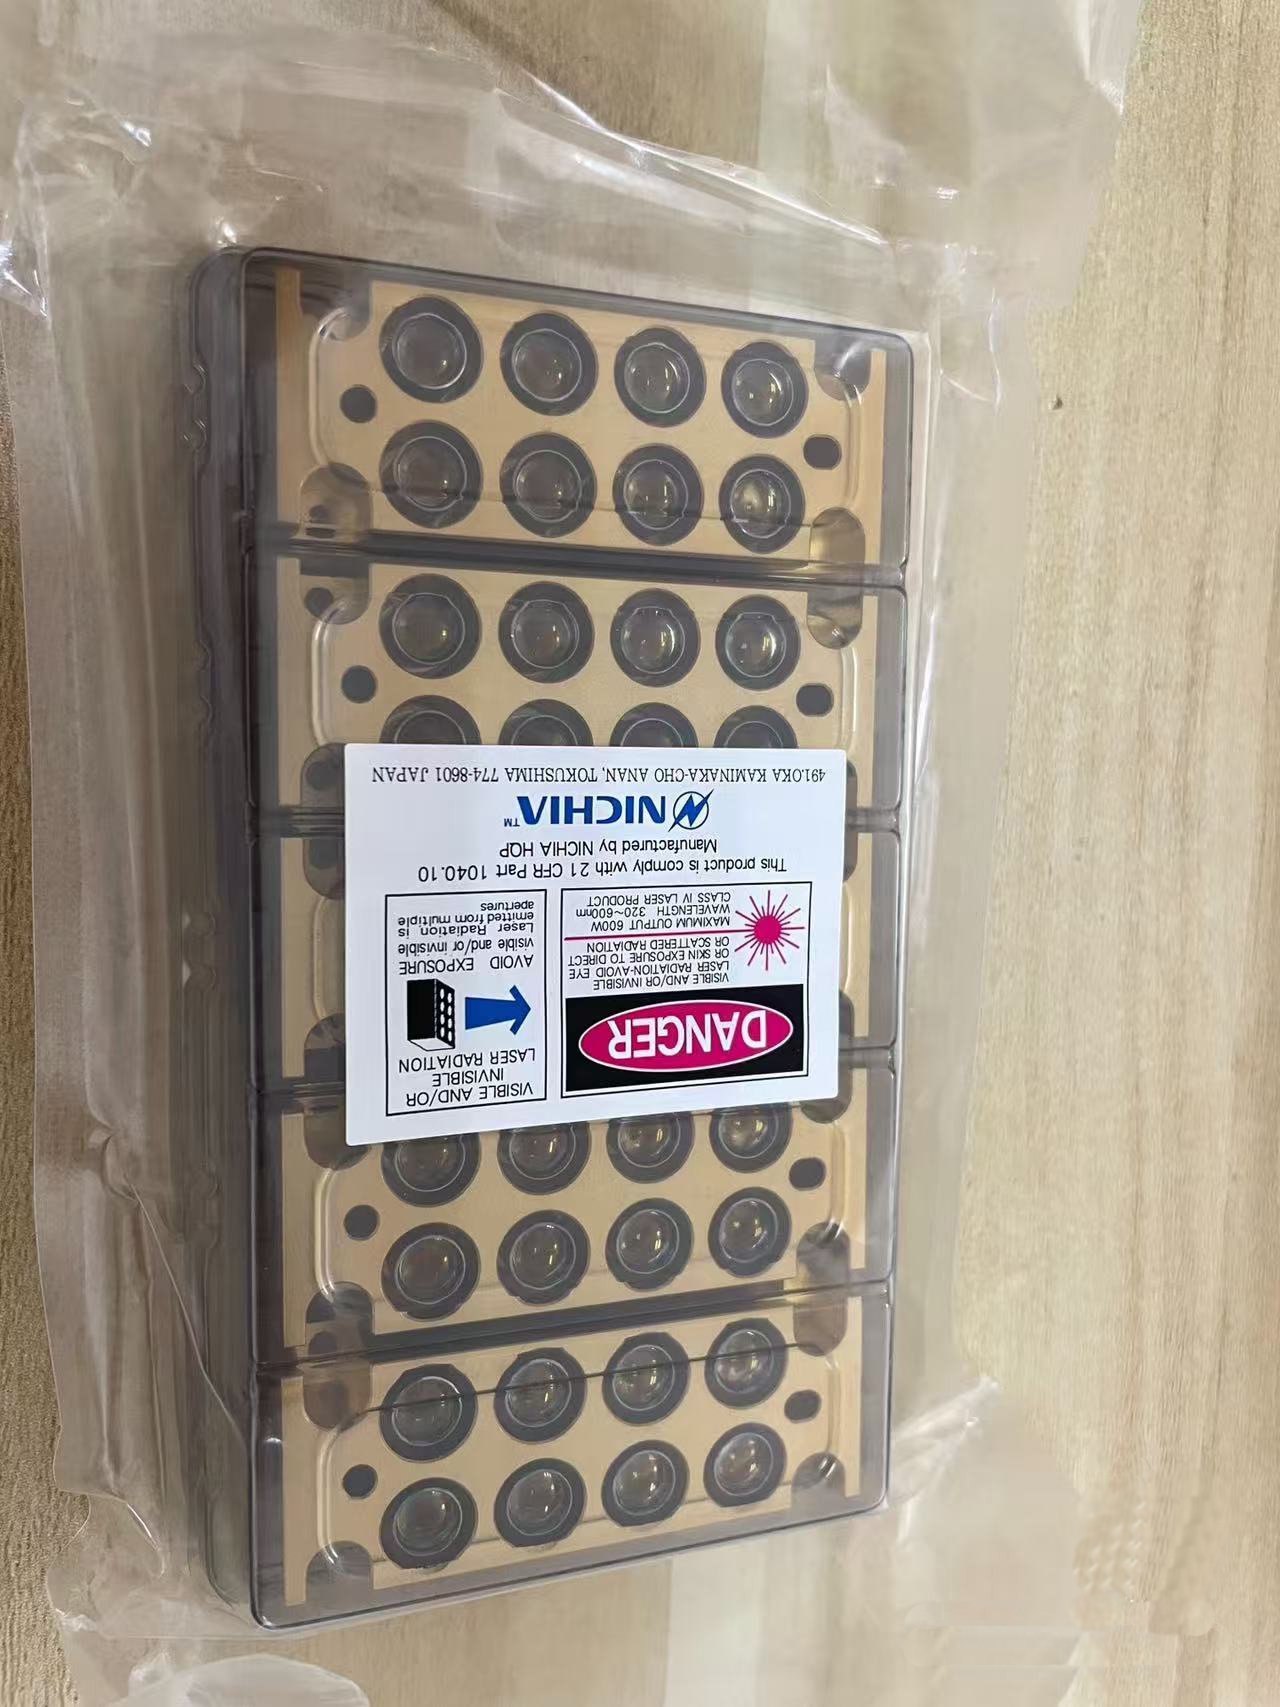 VISIBLE AND/OR
INVISIBLE
LASER RADIATION
AVOID EXPOSURE
visible and/or invisible
Laser Radiation is
emitted from multiple
apertures
DANGER
VISIBLE AND/OR INVISIBLE
LASER RADIATION-AVOID EYE
OR SKIN EXPOSURE TO DIRECT
OR SCATTERED RADIATION
MAXIMUM OUTPUT 600W
WAVELENGTH 320~600nm
CLASS IV LASER PRODUCT
This product is comply with 21 CFR Part 1040.10
Manufactured by NICHIA HQP
NICHIA™
491.OKA KAMINAKA-CHO ANAN, TOKUSHIMA 774-8601 JAPAN